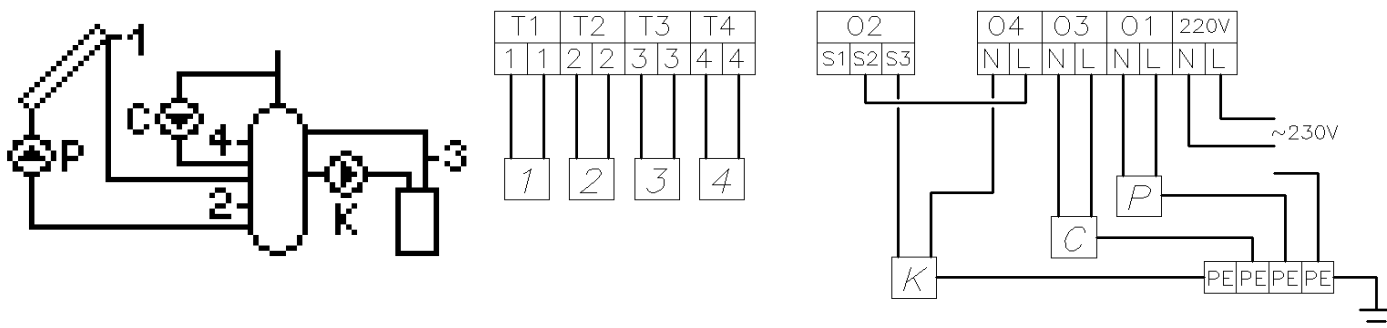 1
C
4
P
3
2
K
T1 T2 T3 T4
1 1 2 2 3 3 4 4
1 2 3 4
O2 O4 O3 O1 220V
S1 S2 S3 N L N L N L N L
~230V
P
C
K
PE PE PE PE